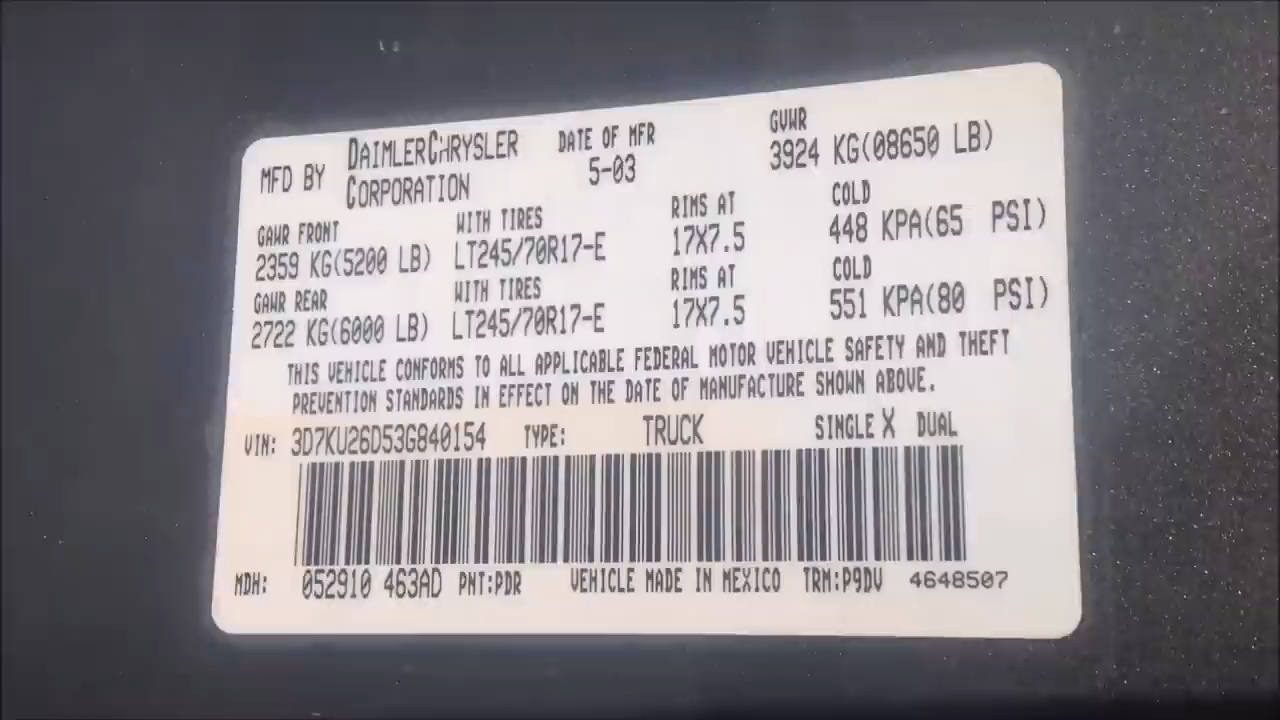 MFD BY DAIMLERCHRYSLER CORPORATION DATE OF MFR 5-03 GVWR 3924 KG(08650 LB)
GAWR FRONT WITH TIRES RIMS AT COLD
2359 KG(5200 LB) LT245/70R17-E 17X7.5 448 KPA(65 PSI)
GAWR REAR WITH TIRES RIMS AT COLD
2722 KG(6000 LB) LT245/70R17-E 17X7.5 551 KPA(80 PSI)
THIS VEHICLE CONFORMS TO ALL APPLICABLE FEDERAL MOTOR VEHICLE SAFETY AND THEFT
PREVENTION STANDARDS IN EFFECT ON THE DATE OF MANUFACTURE SHOWN ABOVE.
VIN: 3D7KU26D53G840154 TYPE: TRUCK SINGLE X DUAL
MDH: 052910 463AD PNT:PDR VEHICLE MADE IN MEXICO TRM:P9DV 4648507